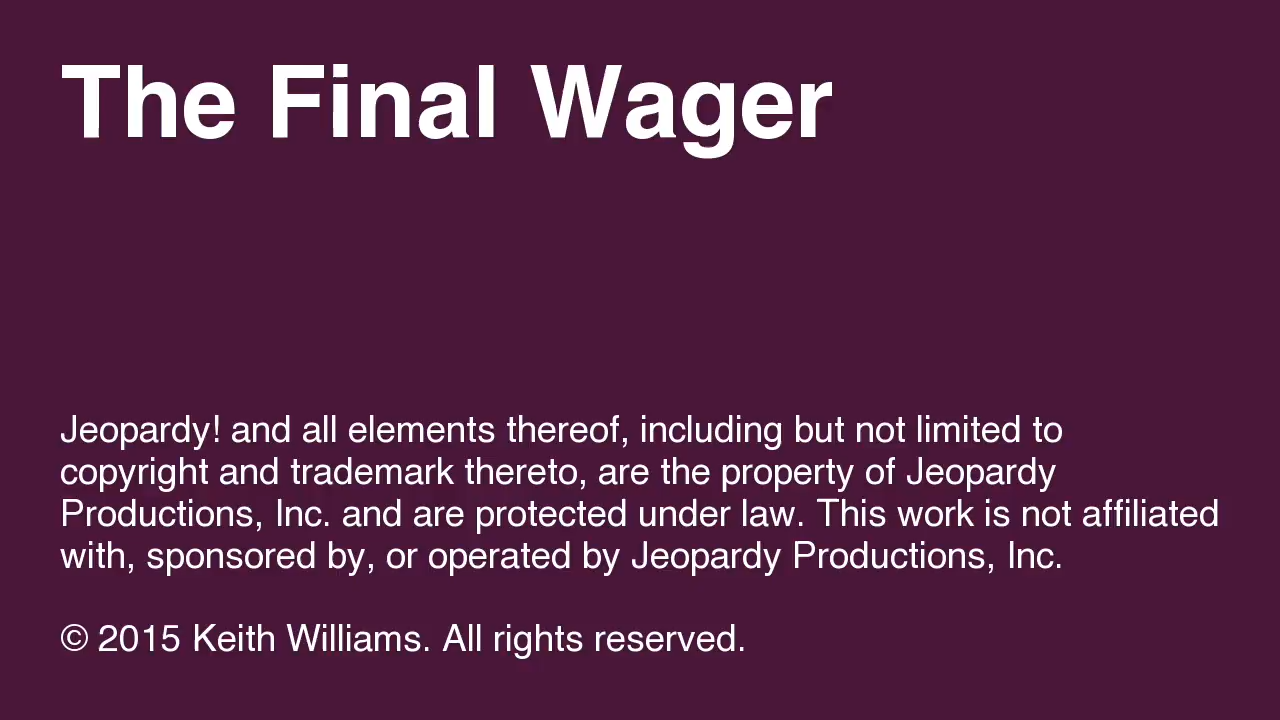 The Final Wager
Jeopardy! and all elements thereof, including but not limited to
copyright and trademark thereto, are the property of Jeopardy
Productions, Inc. and are protected under law. This work is not affiliated
with, sponsored by, or operated by Jeopardy Productions, Inc.
© 2015 Keith Williams. All rights reserved.